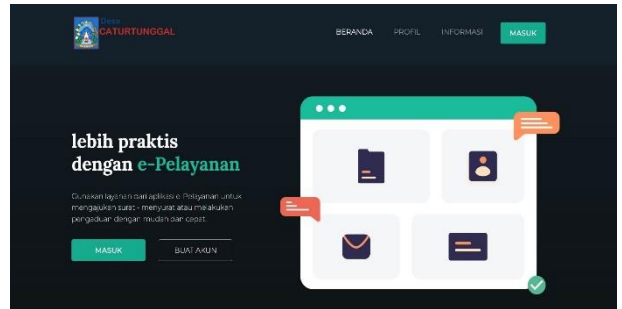 Desa
CATURTUNGGAL
BERANDA PROFIL INFORMASI MASUK
lebih praktis
dengan e-Pelayanan
Gunakan layanan dari aplikasi e-Pelayanan untuk
mengajukan surat - menyurat atau melakukan
pengaduan dengan mudah dan cepat.
MASUK BUAT AKUN